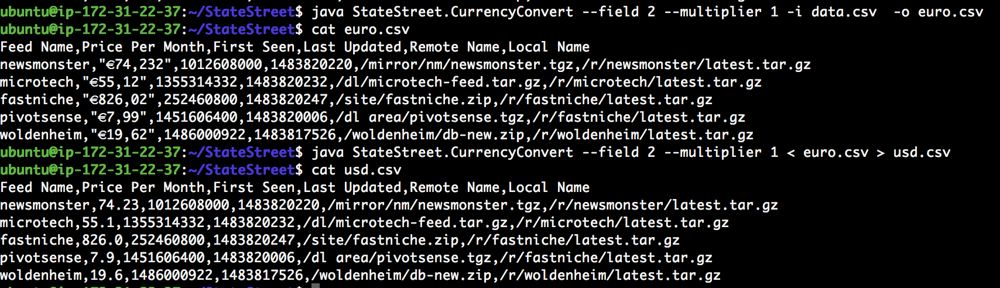 ubuntu@ip-172-31-22-37:~/StateStreet$ java StateStreet.CurrencyConvert --field 2 --multiplier 1 -i data.csv  -o euro.csv
ubuntu@ip-172-31-22-37:~/StateStreet$ cat euro.csv
Feed Name,Price Per Month,First Seen,Last Updated,Remote Name,Local Name
newsmonster,"€74,232",1012608000,1483820220,/mirror/nm/newsmonster.tgz,/r/newsmonster/latest.tar.gz
microtech,"€55,12",1355314332,1483820232,/dl/microtech-feed.tar.gz,/r/microtech/latest.tar.gz
fastniche,"€826,02",252460800,1483820247,/site/fastniche.zip,/r/fastniche/latest.tar.gz
pivotsense,"€7,99",1451606400,1483820006,/dl area/pivotsense.tgz,/r/fastniche/latest.tar.gz
woldenheim,"€19,62",1486000922,1483817526,/woldenheim/db-new.zip,/r/woldenheim/latest.tar.gz
ubuntu@ip-172-31-22-37:~/StateStreet$ java StateStreet.CurrencyConvert --field 2 --multiplier 1 < euro.csv > usd.csv
ubuntu@ip-172-31-22-37:~/StateStreet$ cat usd.csv
Feed Name,Price Per Month,First Seen,Last Updated,Remote Name,Local Name
newsmonster,74.23,1012608000,1483820220,/mirror/nm/newsmonster.tgz,/r/newsmonster/latest.tar.gz
microtech,55.1,1355314332,1483820232,/dl/microtech-feed.tar.gz,/r/microtech/latest.tar.gz
fastniche,826.0,252460800,1483820247,/site/fastniche.zip,/r/fastniche/latest.tar.gz
pivotsense,7.9,1451606400,1483820006,/dl area/pivotsense.tgz,/r/fastniche/latest.tar.gz
woldenheim,19.6,1486000922,1483817526,/woldenheim/db-new.zip,/r/woldenheim/latest.tar.gz